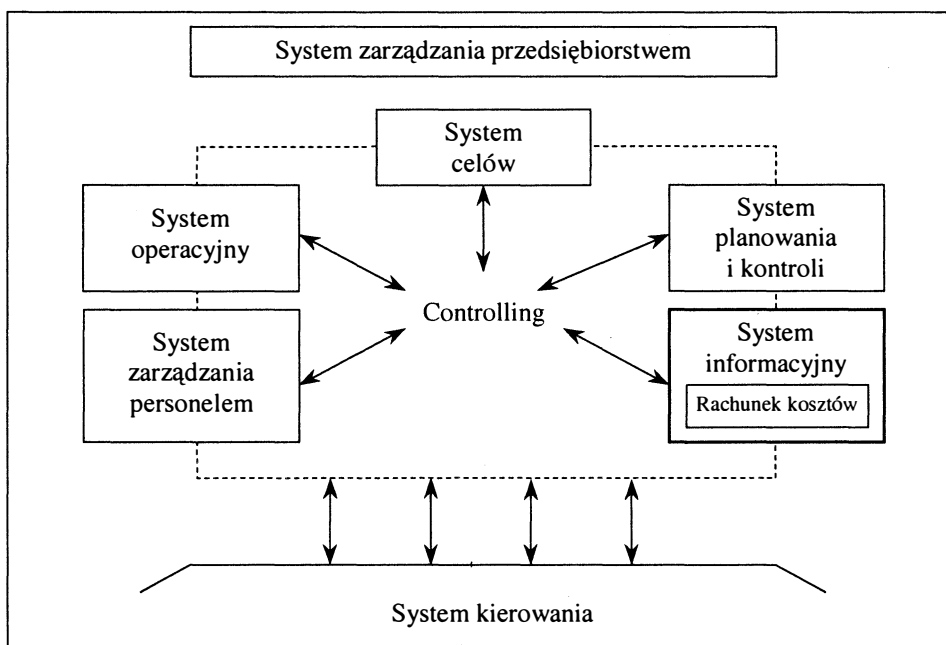 System zarządzania przedsiębiorstwem
System
celów
System
operacyjny
System
planowania
i kontroli
Controlling
System
zarządzania
personelem
System
informacyjny
Rachunek kosztów
System kierowania